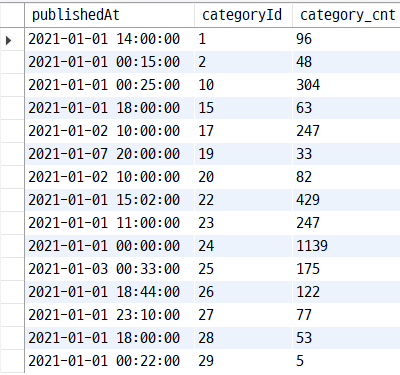 publishedAt categoryId category_cnt
2021-01-01 14:00:00 1 96
2021-01-01 00:15:00 2 48
2021-01-01 00:25:00 10 304
2021-01-01 18:00:00 15 63
2021-01-02 10:00:00 17 247
2021-01-07 20:00:00 19 33
2021-01-02 10:00:00 20 82
2021-01-01 15:02:00 22 429
2021-01-01 11:00:00 23 247
2021-01-01 00:00:00 24 1139
2021-01-03 00:33:00 25 175
2021-01-01 18:44:00 26 122
2021-01-01 23:10:00 27 77
2021-01-01 18:00:00 28 53
2021-01-01 00:22:00 29 5